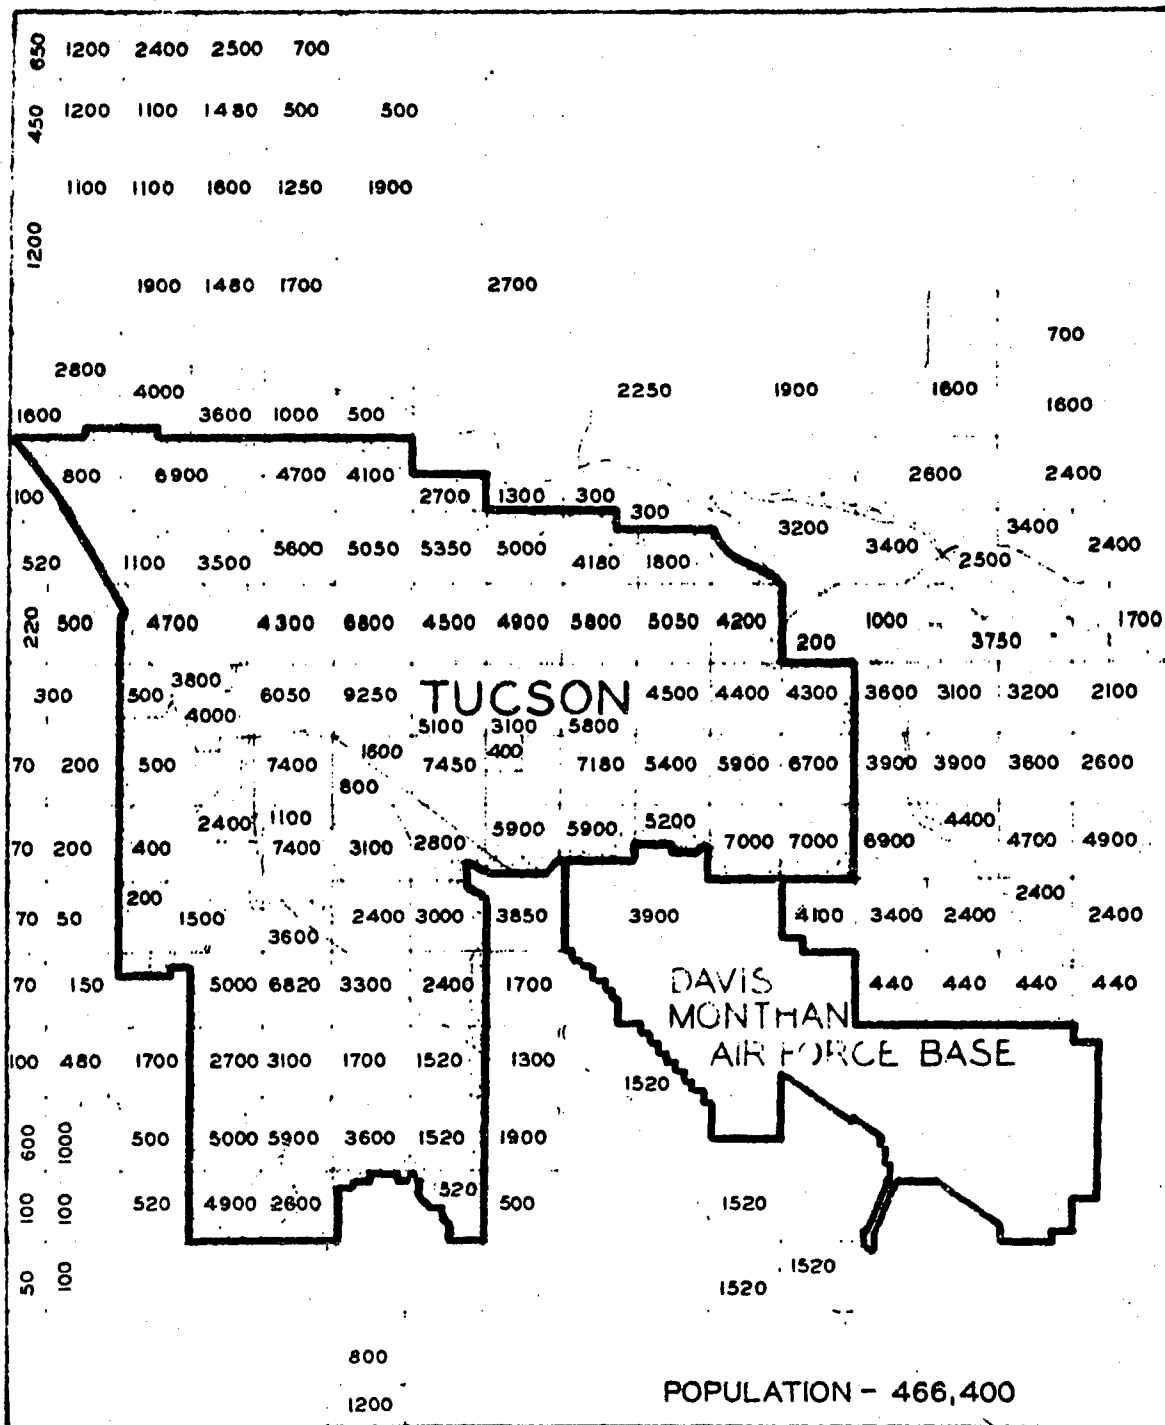 650 1200 2400 2500 700
450 1200 1100 1480 500 500
1100 1100 1600 1250 1900
1200
1900 1480 1700 2700
700
2800
4000 2250 1900 1600
1600 3600 1000 500 1600
800 6900 4700 4100 2600 2400
100 2700 1300 300
300 3200 3400
520 1100 3500 5600 5050 5350 5000 3400 2400
4180 1800 2500
220 500 4700 4300 6800 4500 4900 5800 5050 4200 1000 1700
200 3750
300 500 3800 6050 9250 TUCSON 4500 4400 4300 3600 3100 3200 2100
4000 5100 3100 5800
1600 400
70 200 500 7400 7450 7180 5400 5900 6700 3900 3900 3600 2600
800
2400 1100 5900 5900 5200 4400
70 200 400 7400 3100 2800 7000 7000 6900 4700 4900
200 2400
70 50 1500 2400 3000 3850 3900 4100 3400 2400 2400
3600
70 150 5000 6820 3300 2400 1700 DAVIS 440 440 440 440
MONTHAN
100 480 1700 2700 3100 1700 1520 1300 AIR FORCE BASE
1520
600 1000 500 5000 5900 3600 1520 1900
520
100 100 520 4900 2600 500 1520
50 100 1520
1520
800
1200 POPULATION - 466,400